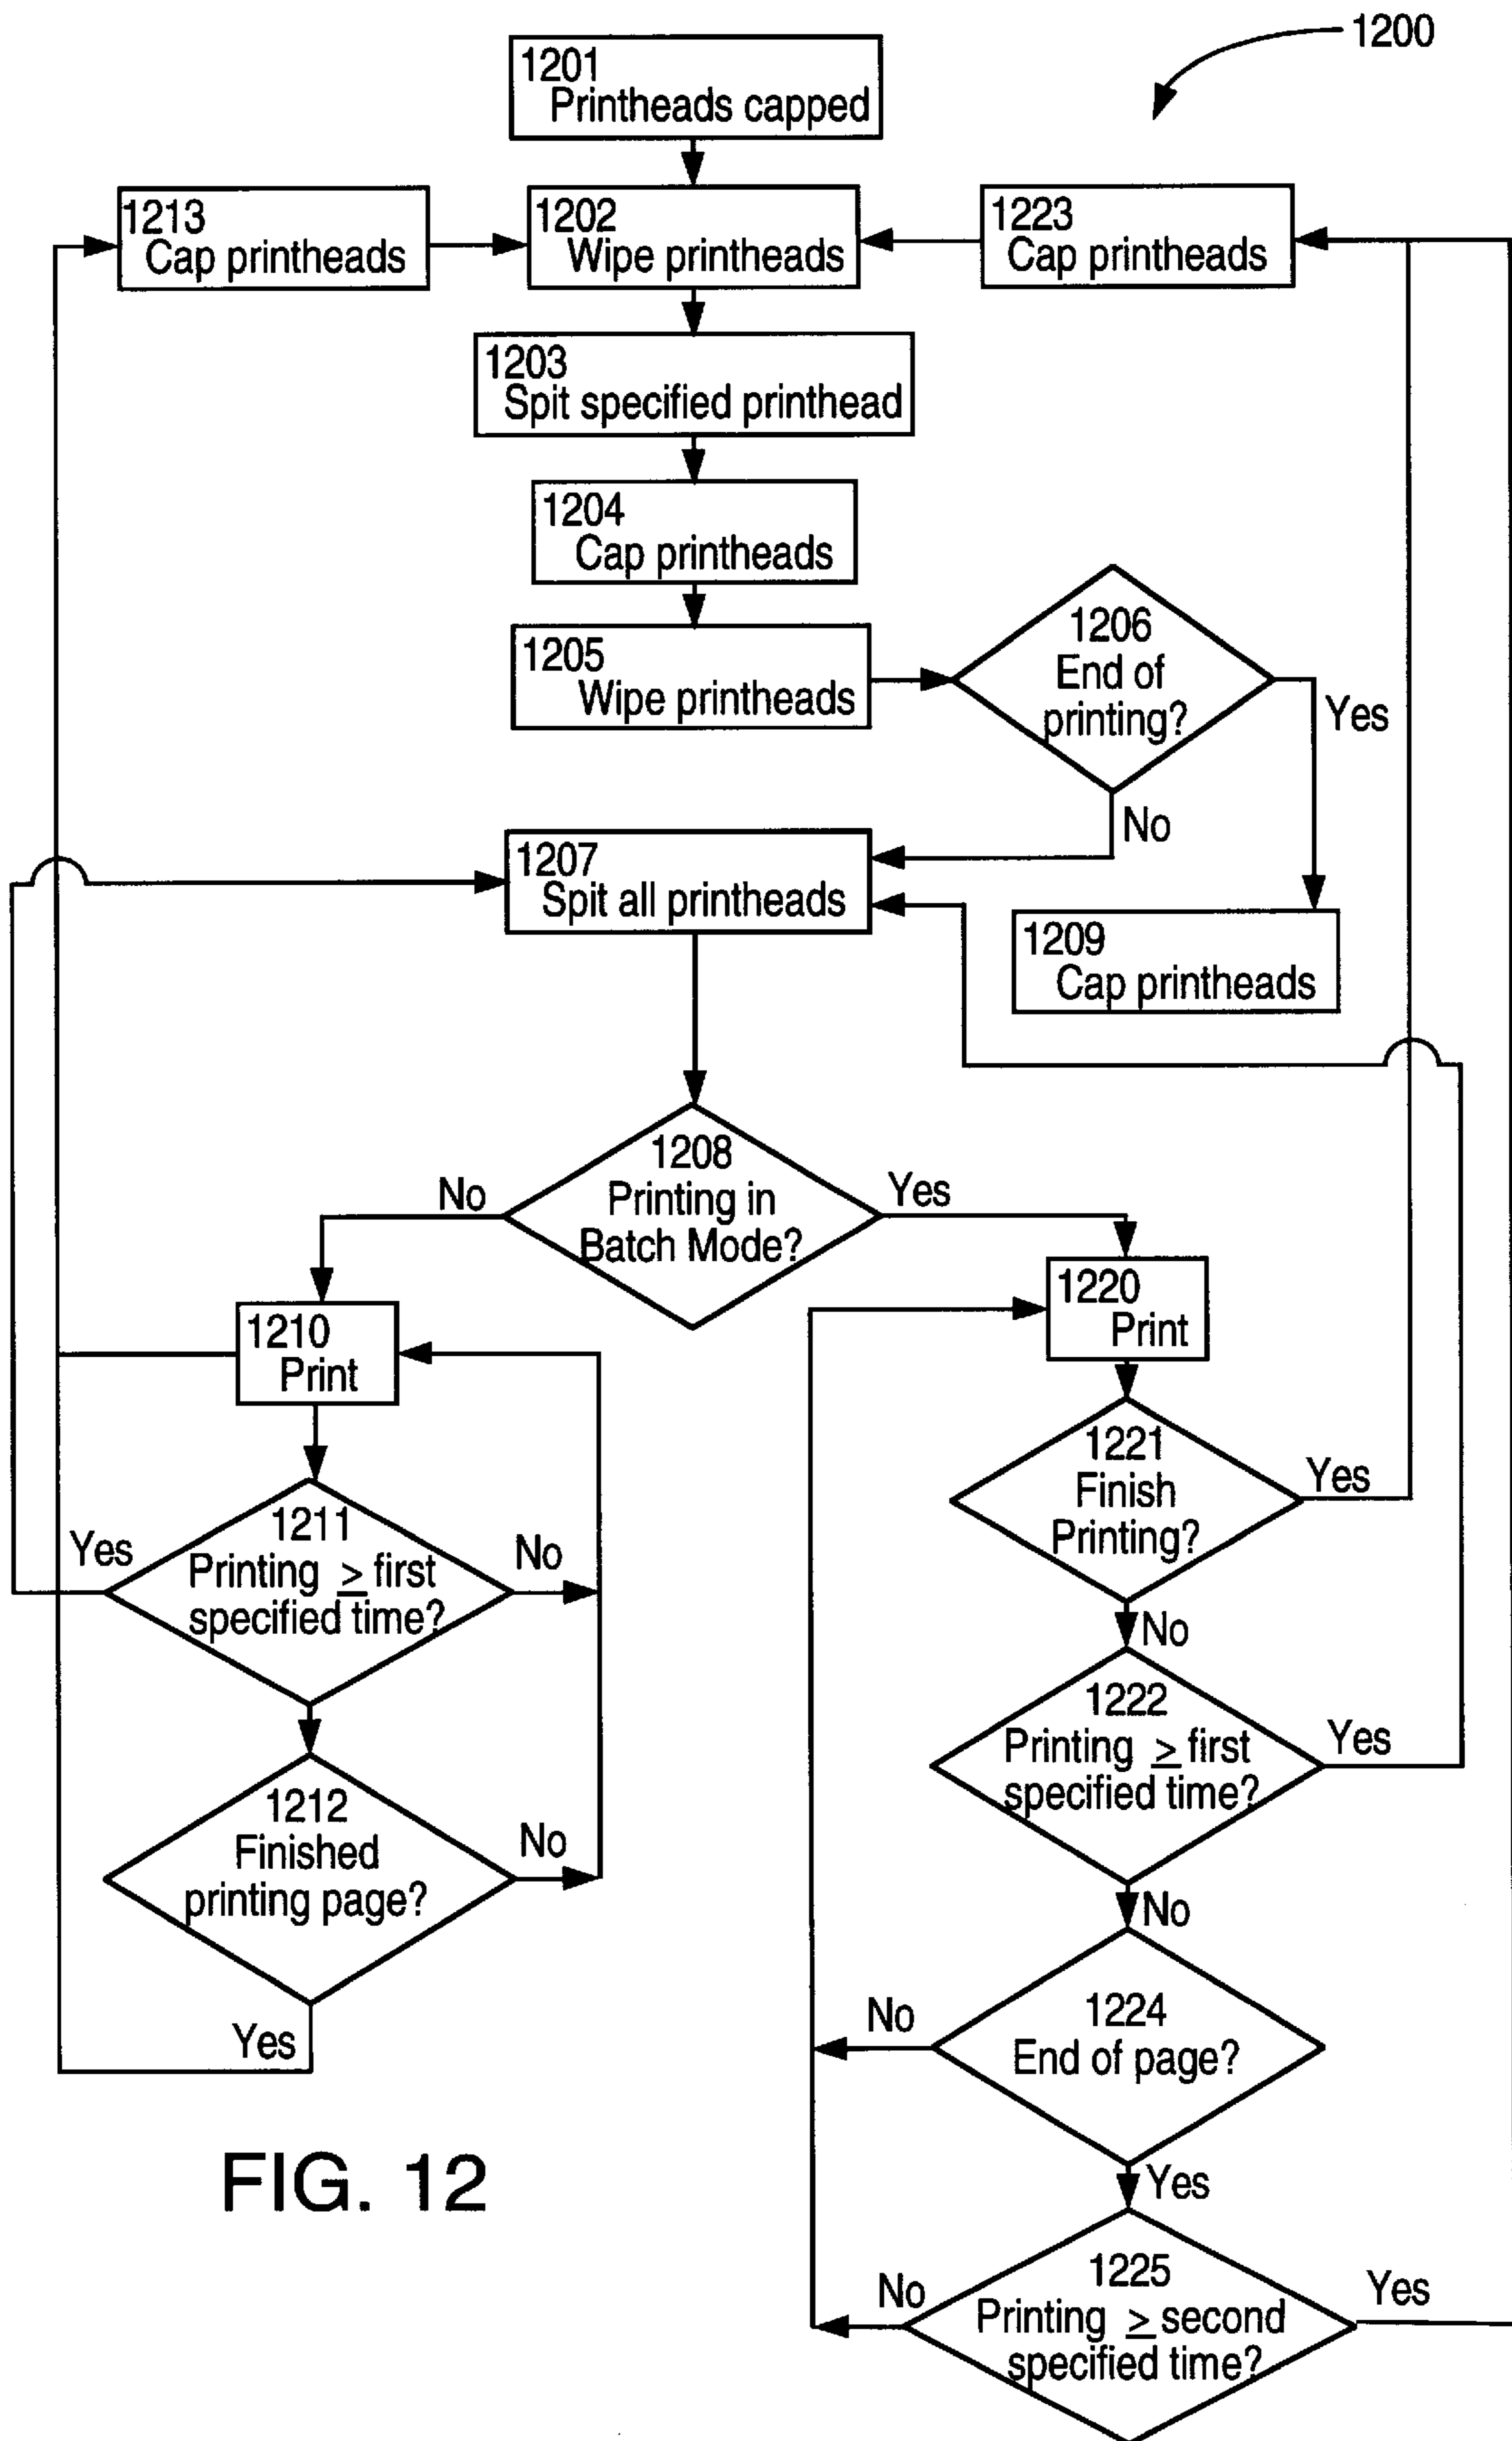 1200
1201
Printheads capped
1213
Cap printheads
1202
Wipe printheads
1223
Cap printheads
1203
Spit specified printhead
1204
Cap printheads
1205
Wipe printheads
1206
End of
printing?
Yes
No
1207
Spit all printheads
1209
Cap printheads
1208
Printing in
Batch Mode?
No
Yes
1210
Print
1220
Print
1211
Printing ≥ first
specified time?
Yes
No
1221
Finish
Printing?
Yes
No
1212
Finished
printing page?
No
Yes
1222
Printing ≥ first
specified time?
Yes
No
1224
End of page?
No
Yes
1225
Printing ≥ second
specified time?
No
Yes
FIG. 12